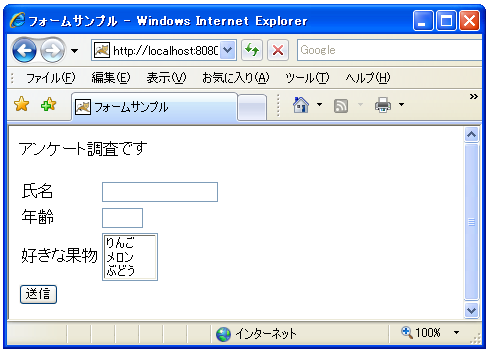 フォームサンプル - Windows Internet Explorer
http://localhost:8080
Google
ファイル(F) 編集(E) 表示(V) お気に入り(A) ツール(T) ヘルプ(H)
フォームサンプル
アンケート調査です
氏名
年齢
好きな果物
りんご
メロン
ぶどう
送信
インターネット
100%